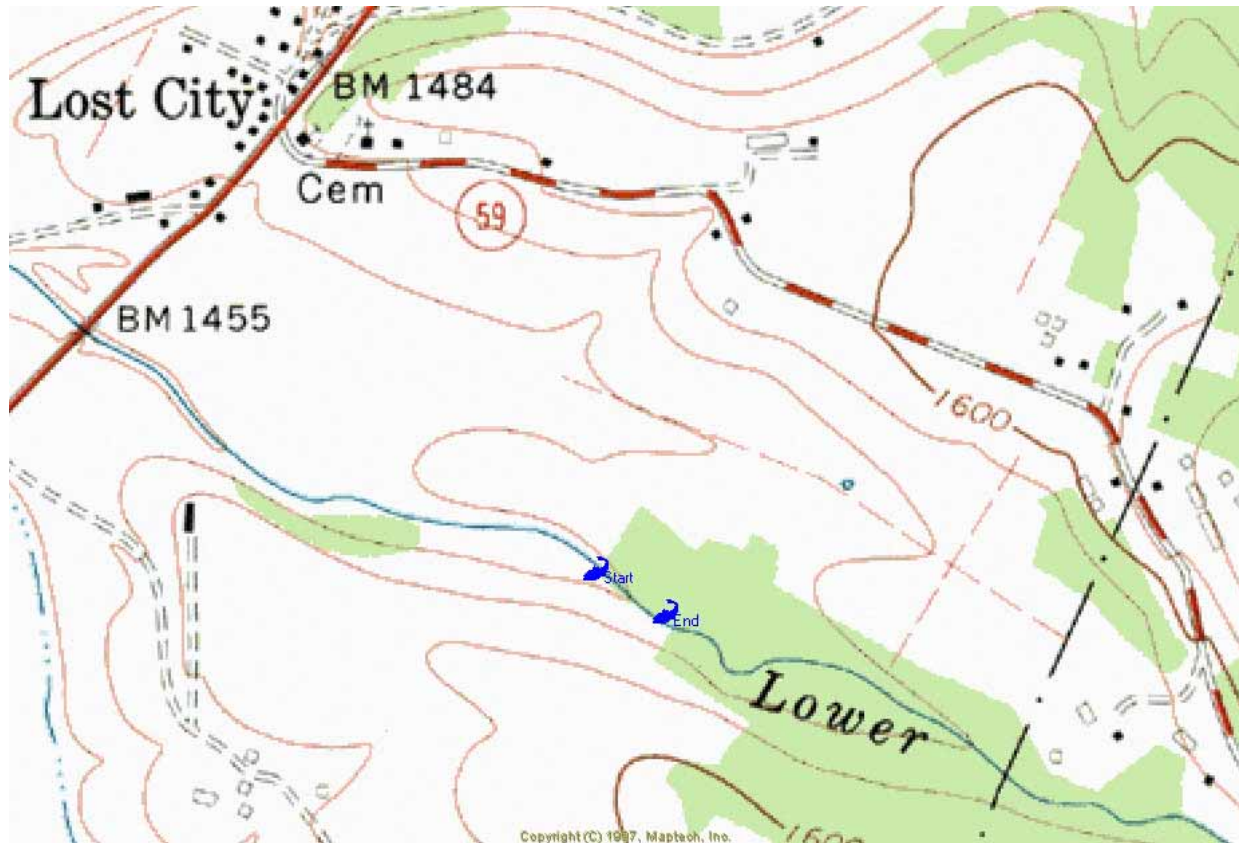 BM 1484
Lost City
Cem
59
BM 1455
1600
Start
End
Lower
1600
Copyright (C) 1997, Maptech, Inc.